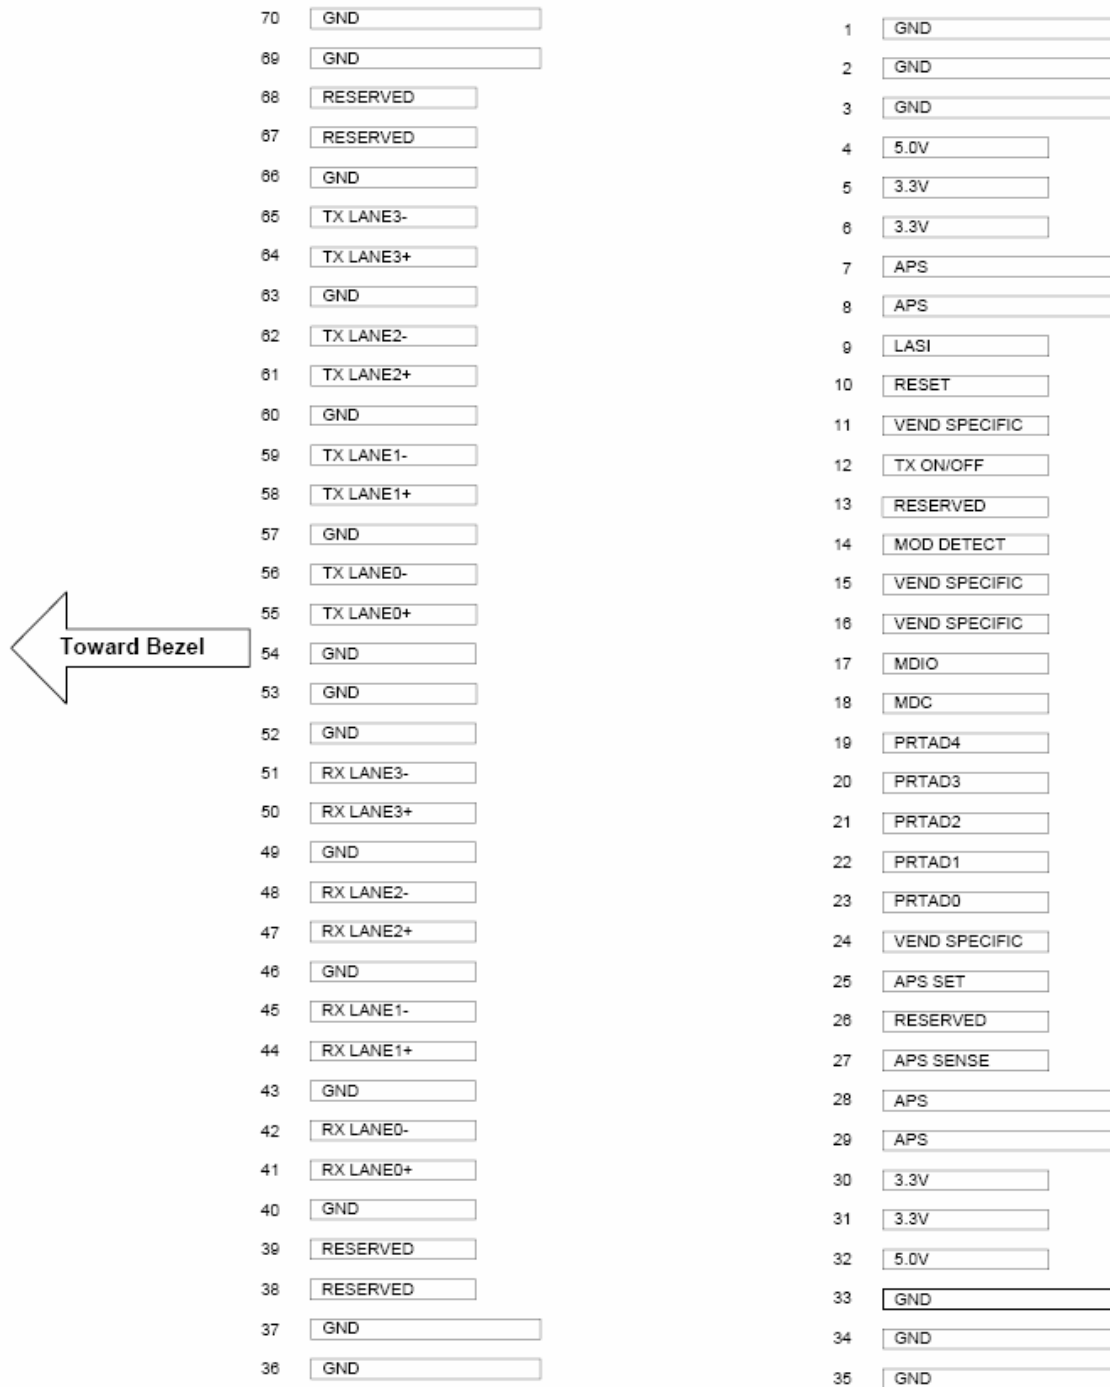 70 GND
69 GND
68 RESERVED
67 RESERVED
66 GND
65 TX LANE3-
64 TX LANE3+
63 GND
62 TX LANE2-
61 TX LANE2+
60 GND
59 TX LANE1-
58 TX LANE1+
57 GND
56 TX LANE0-
55 TX LANE0+
Toward Bezel
54 GND
53 GND
52 GND
51 RX LANE3-
50 RX LANE3+
49 GND
48 RX LANE2-
47 RX LANE2+
46 GND
45 RX LANE1-
44 RX LANE1+
43 GND
42 RX LANE0-
41 RX LANE0+
40 GND
39 RESERVED
38 RESERVED
37 GND
36 GND
1 GND
2 GND
3 GND
4 5.0V
5 3.3V
6 3.3V
7 APS
8 APS
9 LASI
10 RESET
11 VEND SPECIFIC
12 TX ON/OFF
13 RESERVED
14 MOD DETECT
15 VEND SPECIFIC
16 VEND SPECIFIC
17 MDIO
18 MDC
19 PRTAD4
20 PRTAD3
21 PRTAD2
22 PRTAD1
23 PRTAD0
24 VEND SPECIFIC
25 APS SET
26 RESERVED
27 APS SENSE
28 APS
29 APS
30 3.3V
31 3.3V
32 5.0V
33 GND
34 GND
35 GND